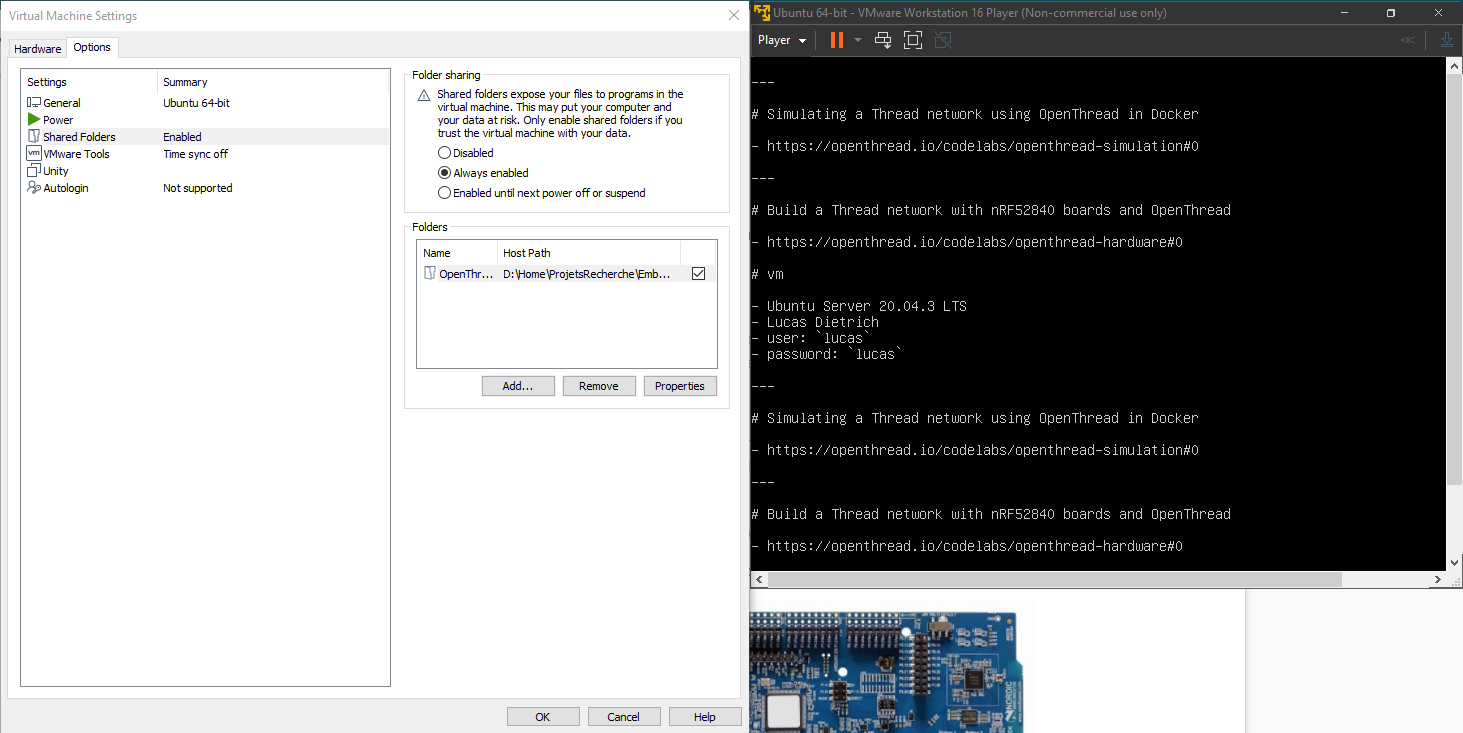 Virtual Machine Settings
Hardware
Options
Settings
Summary
General
Ubuntu 64-bit
Power
Shared Folders
Enabled
vm
VMware Tools
Time sync off
Unity
Autologin
Not supported
Folder sharing
Shared folders expose your files to programs in the
virtual machine. This may put your computer and
your data at risk. Only enable shared folders if you
trust the virtual machine with your data.
Disabled
Always enabled
Enabled until next power off or suspend
Folders
Name
Host Path
OpenThr...
D:\Home\ProjetsRecherche\Emb...
Add...
Remove
Properties
OK
Cancel
Help
Ubuntu 64-bit - VMware Workstation 16 Player (Non-commercial use only)
Player
---
# Simulating a Thread network using OpenThread in Docker
- https://openthread.io/codelabs/openthread-simulation#0
---
# Build a Thread network with nRF52840 boards and OpenThread
- https://openthread.io/codelabs/openthread-hardware#0
# vm
- Ubuntu Server 20.04.3 LTS
- Lucas Dietrich
- user: `lucas`
- password: `lucas`
---
# Simulating a Thread network using OpenThread in Docker
- https://openthread.io/codelabs/openthread-simulation#0
---
# Build a Thread network with nRF52840 boards and OpenThread
- https://openthread.io/codelabs/openthread-hardware#0
NORDIC